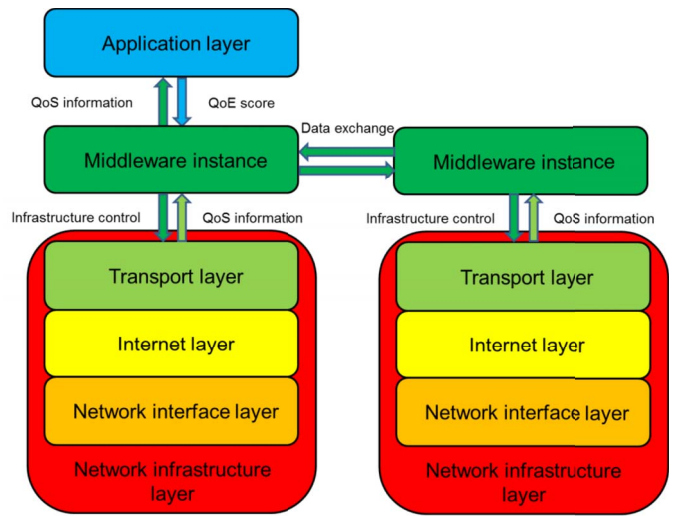 Application layer
QoS information
QoE score
Middleware instance
Data exchange
Middleware instance
Infrastructure control
QoS information
Infrastructure control
QoS information
Transport layer
Internet layer
Network interface layer
Network infrastructure
layer
Transport layer
Internet layer
Network interface layer
Network infrastructure
layer